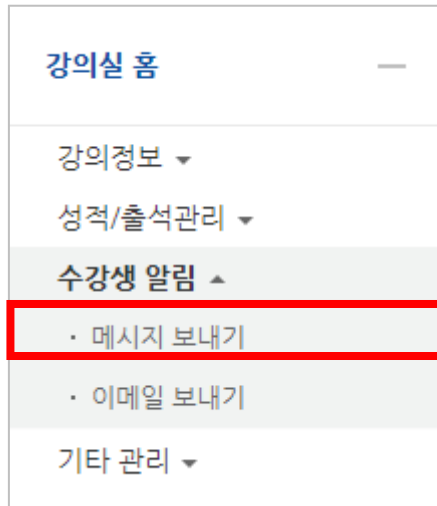 강의실 홈
강의정보
성적/출석관리
수강생 알림
· 메시지 보내기
· 이메일 보내기
기타 관리